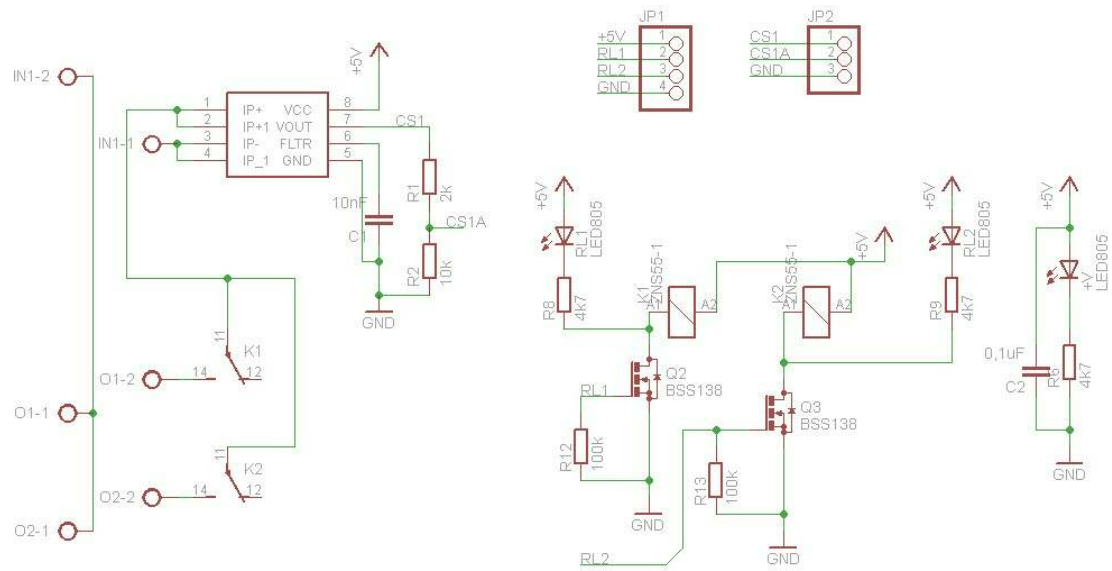 JP1
+5V 1
RL1 2
RL2 3
GND 4
JP2
CS1 1
CS1A 2
GND 3
IN1-2
IN1-1
+5V
1 IP+ VCC 8
2 IP+1 VOUT 7
3 IP- FLTR 6
4 IP_1 GND 5
CS1
R1
2k
10nF
C1
CS1A
R2
10k
GND
11
K1
O1-2
14
12
O1-1
11
K2
O2-2
14
12
O2-1
+5V
RL1
LED805
R8
4k7
K1
ZNS55-1
A1
A2
K2
ZNS55-1
A1
A2
+5V
+5V
RL2
LED805
R9
4k7
+5V
+V
LED805
0,1uF
C2
R6
4k7
GND
Q2
BSS138
RL1
R12
100k
GND
Q3
BSS138
R13
100k
GND
RL2